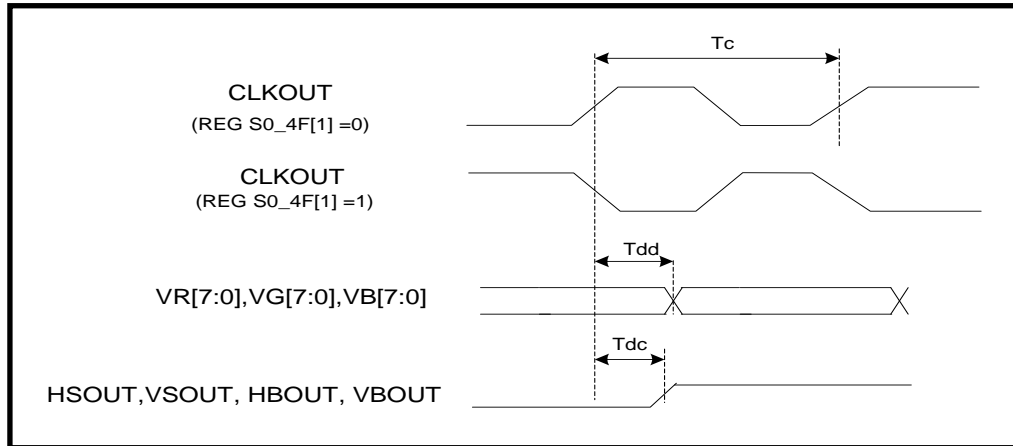 Tc
CLKOUT
(REG S0_4F[1] =0)
CLKOUT
(REG S0_4F[1] =1)
Tdd
VR[7:0],VG[7:0],VB[7:0]
Tdc
HSOUT,VSOUT, HBOUT, VBOUT